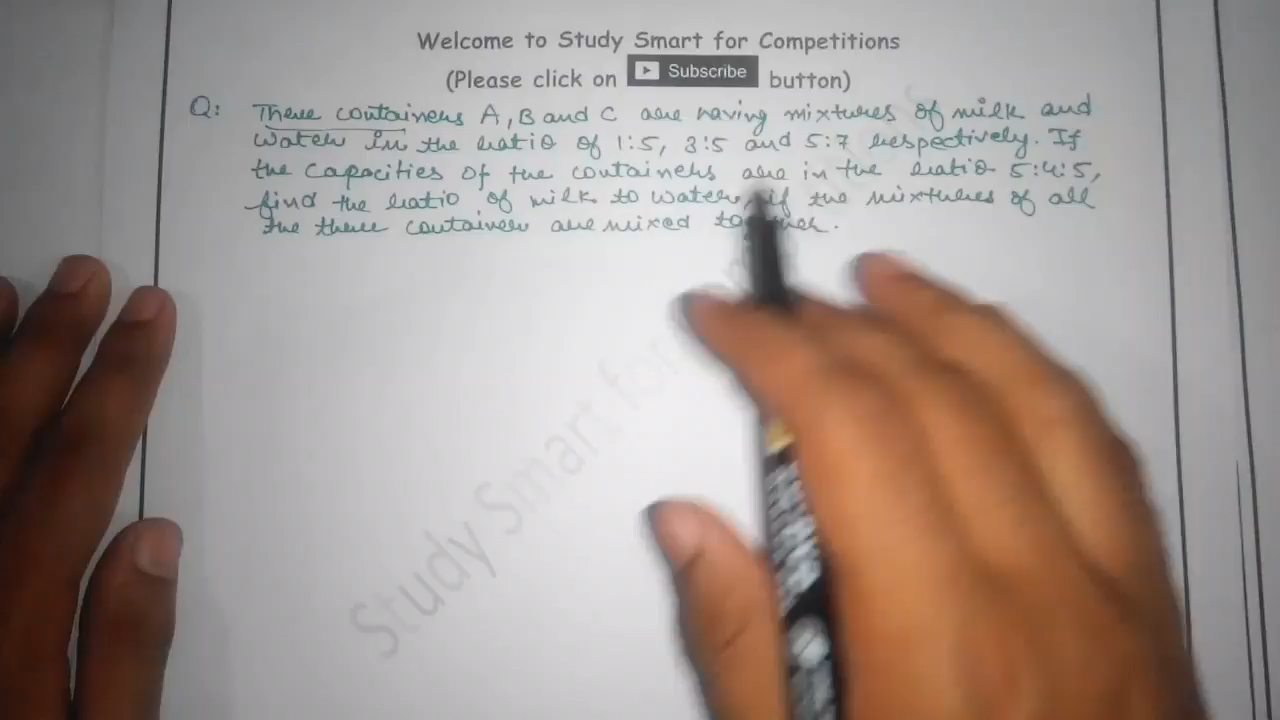 Welcome to Study Smart for Competitions
(Please click on Subscribe button)
Q: Three containers A, B and C are having mixtures of milk and
water in the ratio of 1:5, 3:5 and 5:7 respectively. If
the capacities of the containers are in the ratio 5:4:5,
find the ratio of milk to water, if the mixtures of all
the three containers are mixed together.
Study Smart for